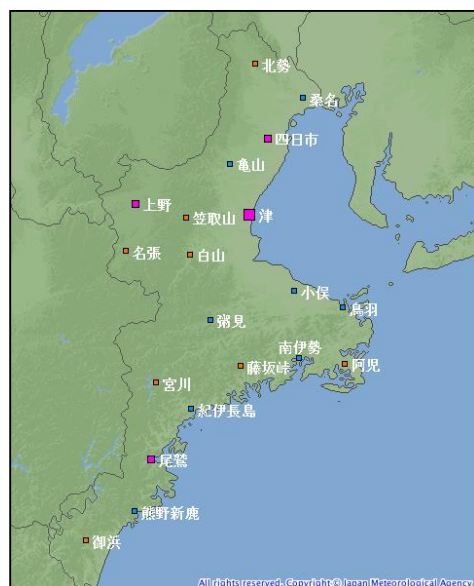 北勢
桑名
四日市
亀山
上野
笠取山
津
名張
白山
小俣
鳥羽
粥見
南伊勢
藤坂峠
阿児
宮川
紀伊長島
尾鷲
熊野新鹿
御浜
All rights reserved. Copyright © Japan Meteorological Agency